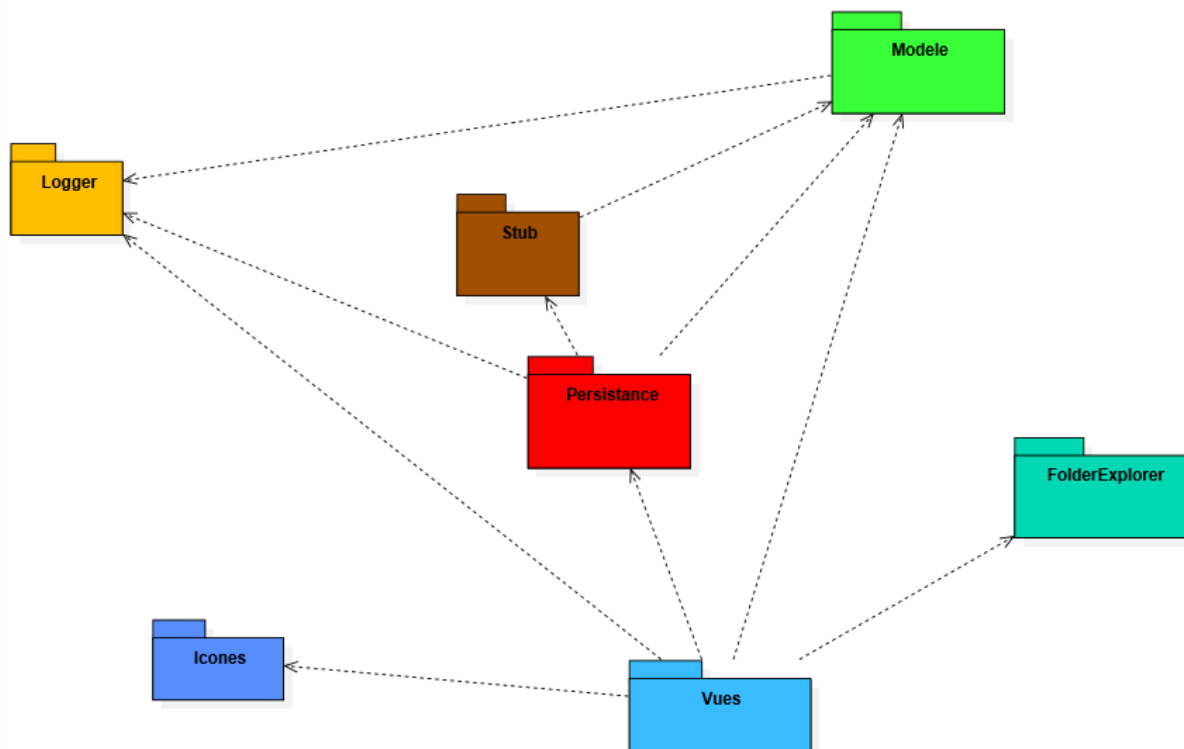 Modele
Logger
Stub
Persistance
FolderExplorer
Icones
Vues